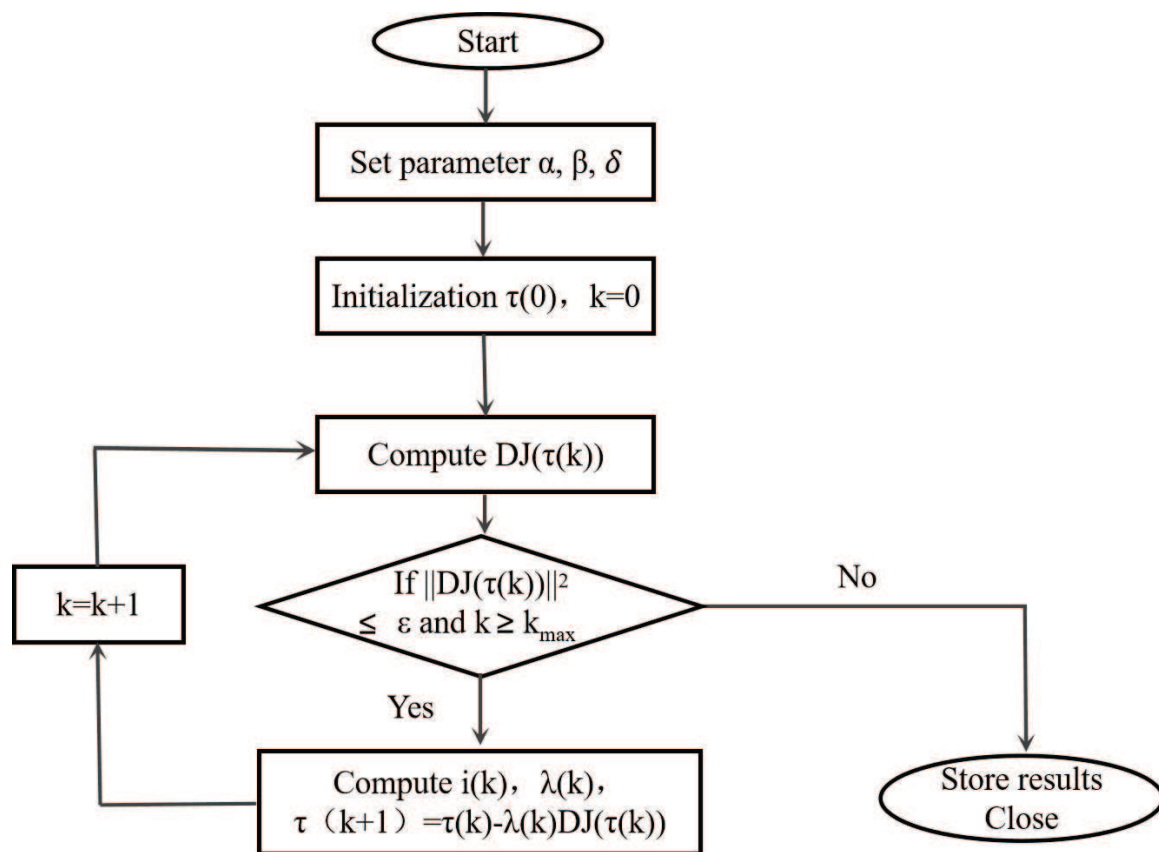 Start
Set parameter α, β, δ
Initialization τ(0)， k=0
Compute DJ(τ(k))
k=k+1
If ||DJ(τ(k))||²
≤ ε and k ≥ kmax
No
Yes
Compute i(k)， λ(k)，
τ（k+1）=τ(k)-λ(k)DJ(τ(k))
Store results
Close